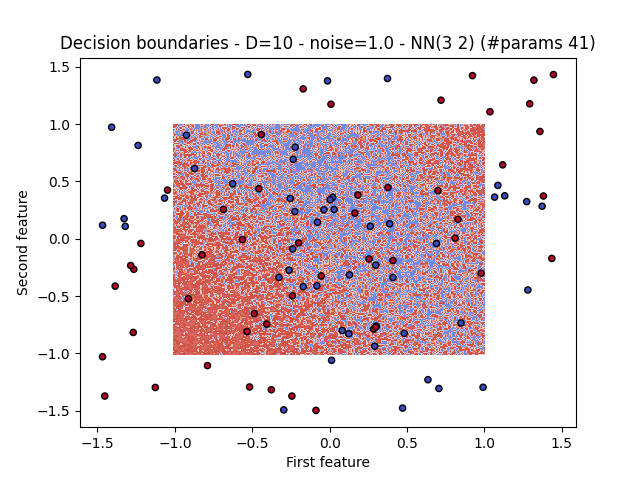 Decision boundaries - D=10 - noise=1.0 - NN(3 2) (#params 41)
1.5
1.0
0.5
0.0
−0.5
−1.0
−1.5
Second feature
−1.5 −1.0 −0.5 0.0 0.5 1.0 1.5
First feature